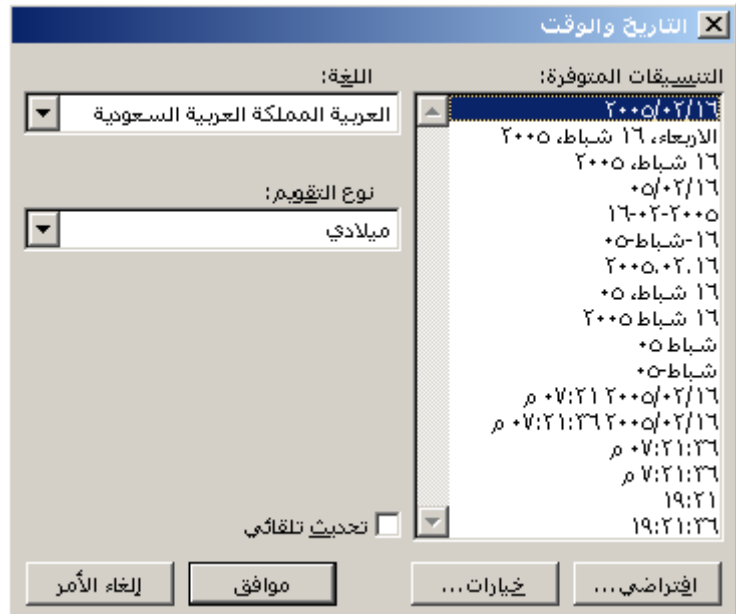 التاريخ والوقت
التنسيقات المتوفرة:
٢٠٠٥/٠٢/١٦
الاربعاء، ١٦ شباط، ٢٠٠٥
١٦ شباط، ٢٠٠٥
٠٥/٠٢/١٦
٢٠٠٥-٠٢-١٦
١٦-شباط-٠٥
٢٠٠٥.٠٢.١٦
١٦ شباط، ٠٥
١٦ شباط ٢٠٠٥
شباط ٠٥
شباط-٠٥
٢٠٠٥/٠٢/١٦ ٠٧:٢١ م
٢٠٠٥/٠٢/١٦ ٠٧:٢١:٣٦ م
٠٧:٢١:٣٦ م
٧:٢١:٣٦ م
١٩:٢١
١٩:٢١:٣٦
اللغة:
العربية المملكة العربية السعودية
نوع التقويم:
ميلادي
تحديث تلقائي
افتراضي...
خيارات...
موافق
إلغاء الأمر